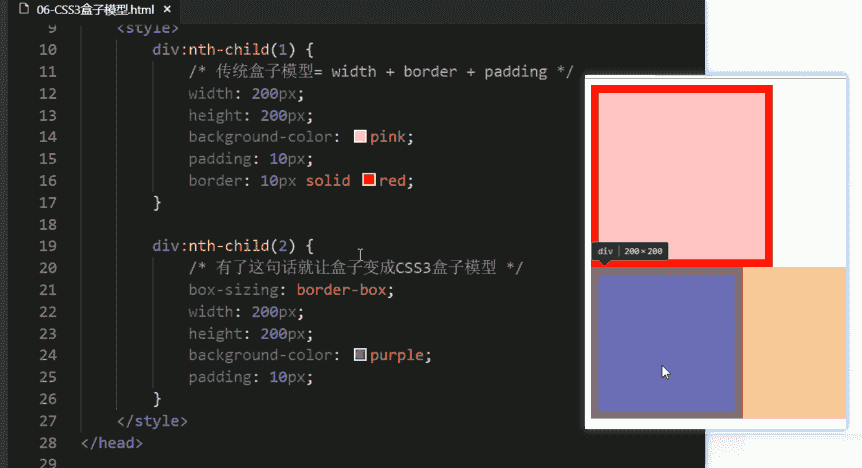 06-CSS3盒子模型.html ×
9 <style>
10 div:nth-child(1) {
11 /* 传统盒子模型= width + border + padding */
12 width: 200px;
13 height: 200px;
14 background-color: pink;
15 padding: 10px;
16 border: 10px solid red;
17 }
18
19 div:nth-child(2) {
20 /* 有了这句话就让盒子变成CSS3盒子模型 */
21 box-sizing: border-box;
22 width: 200px;
23 height: 200px;
24 background-color: purple;
25 padding: 10px;
26 }
27 </style>
28 </head>
29
div | 200×200